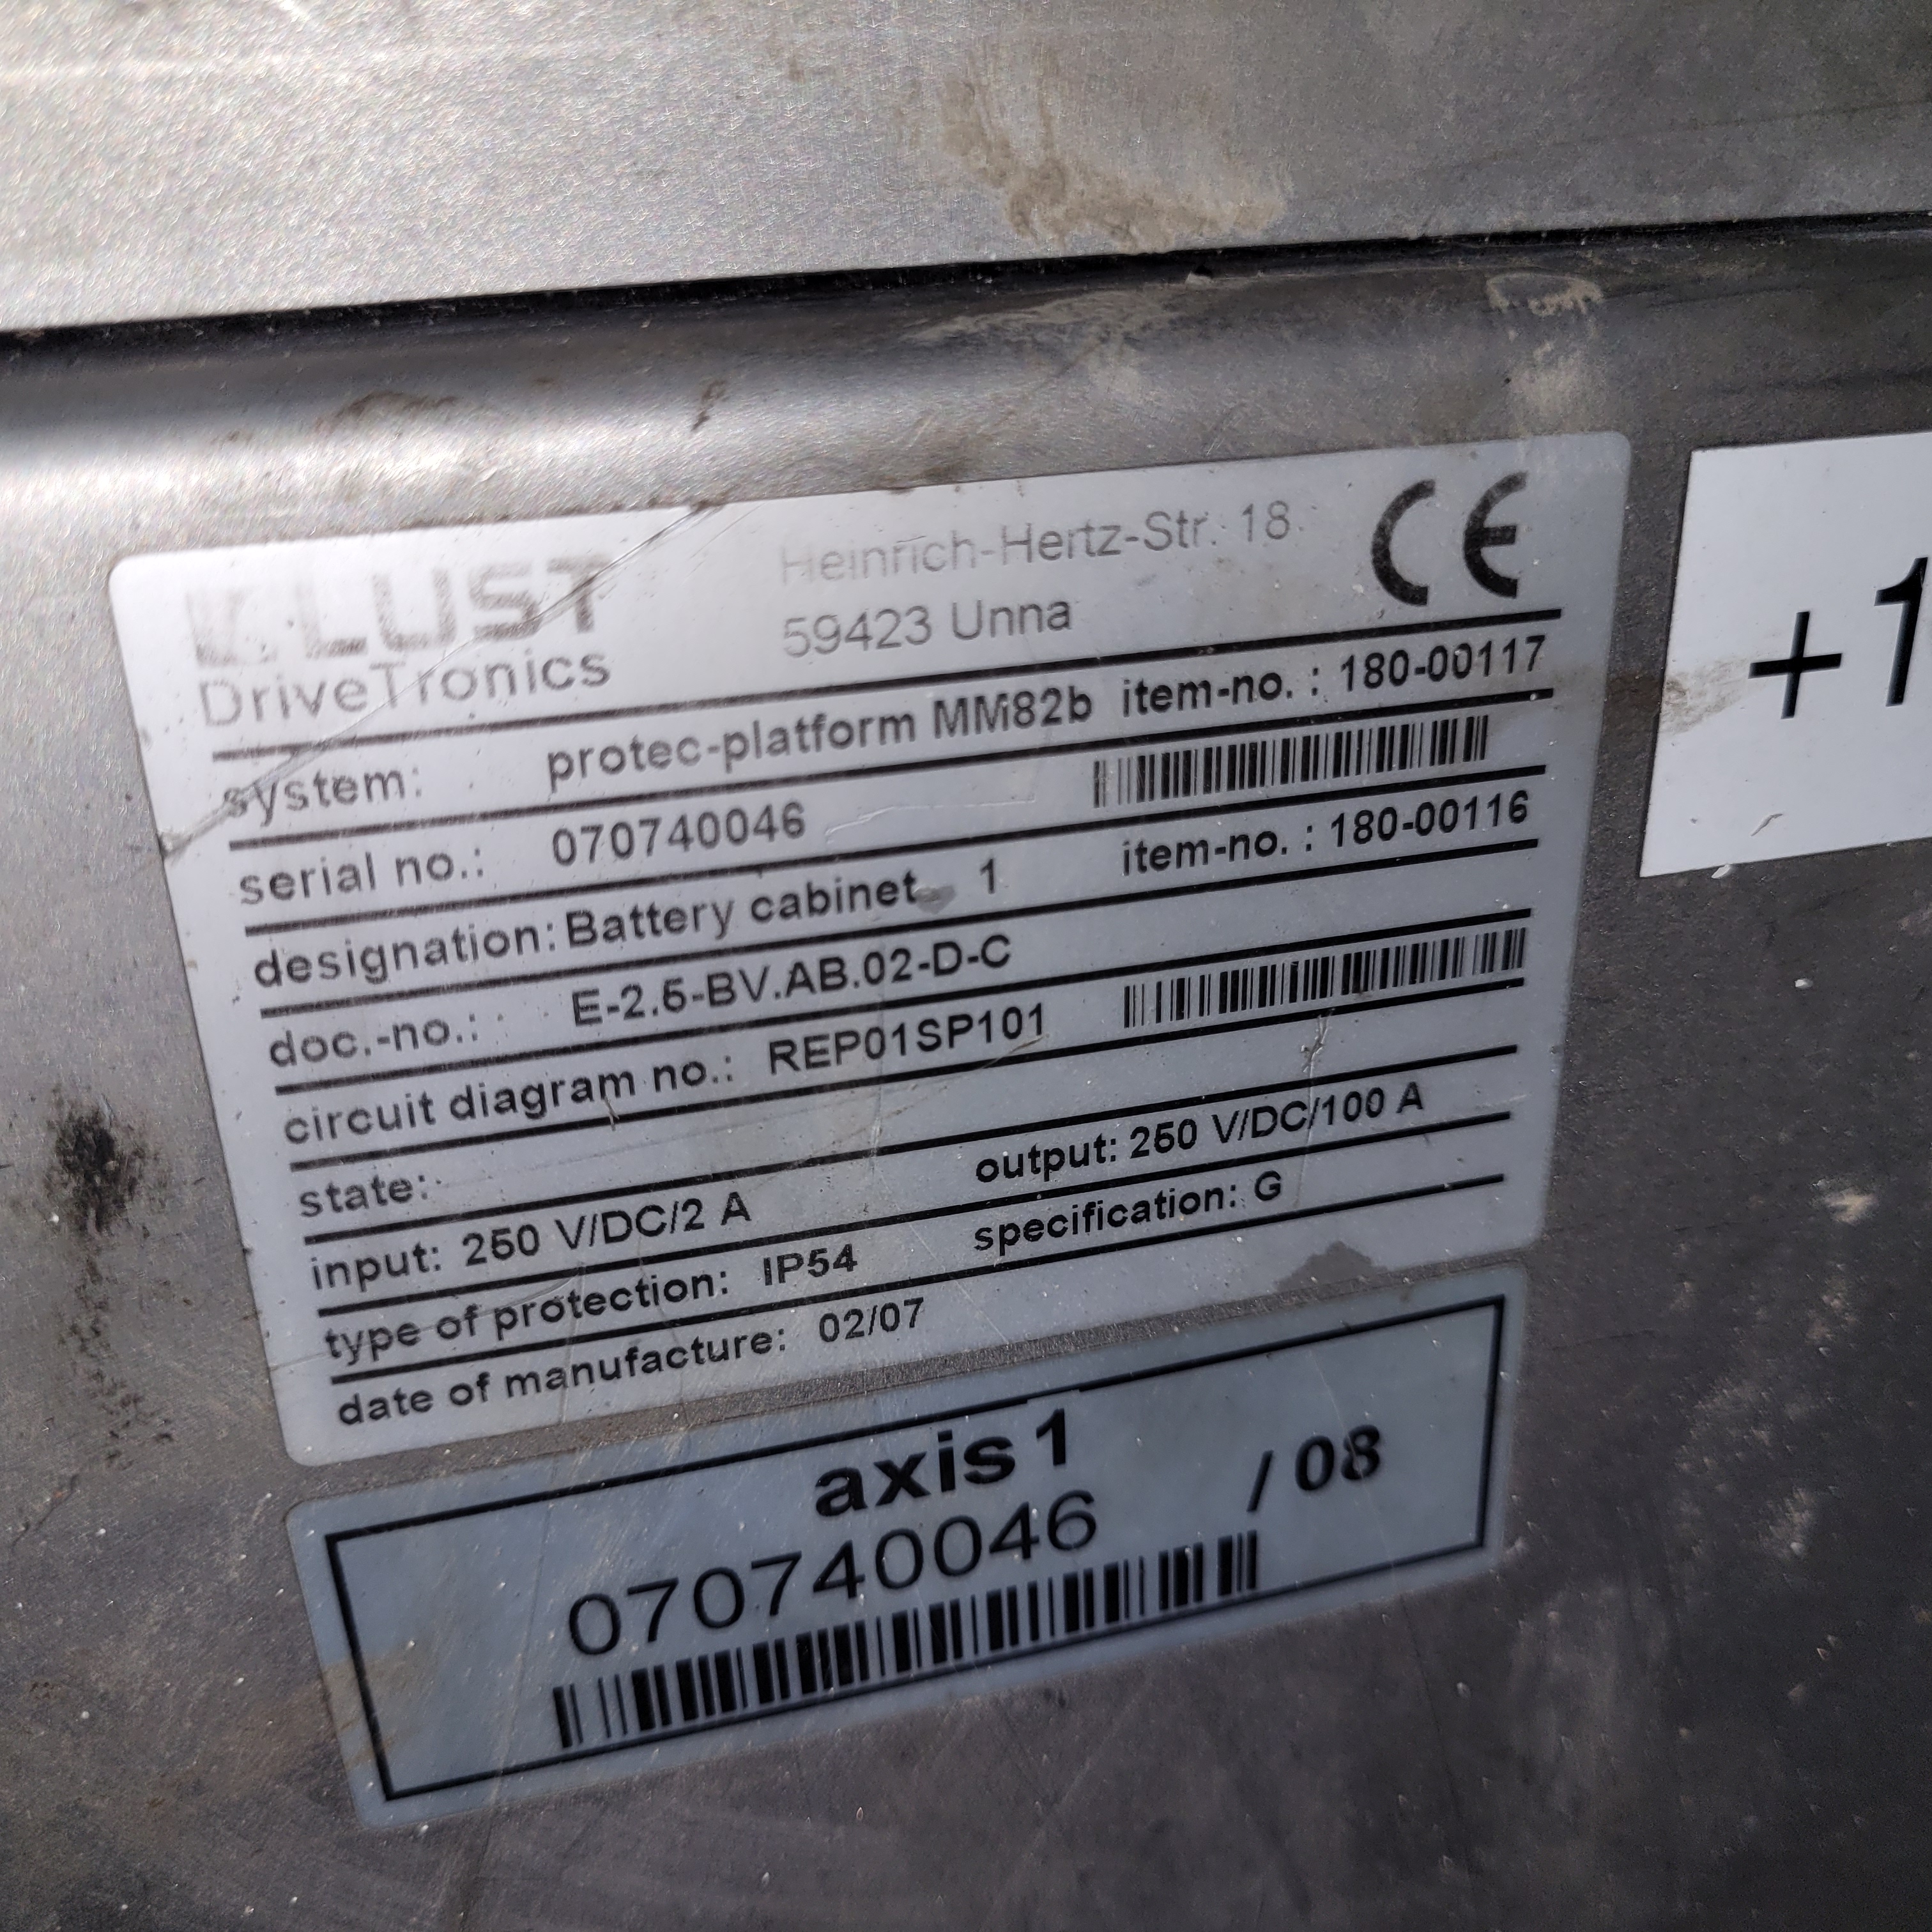 LUST
DriveTronics
Heinrich-Hertz-Str. 18
59423 Unna
CE
system: protec-platform MM82b item-no. : 180-00117
serial no.: 070740046
designation: Battery cabinet 1 item-no. : 180-00116
doc.-no.: E-2.5-BV.AB.02-D-C
circuit diagram no.: REP01SP101
state:
input: 250 V/DC/2 A output: 250 V/DC/100 A
type of protection: IP54 specification: G
date of manufacture: 02/07
axis 1
070740046 / 08
+1